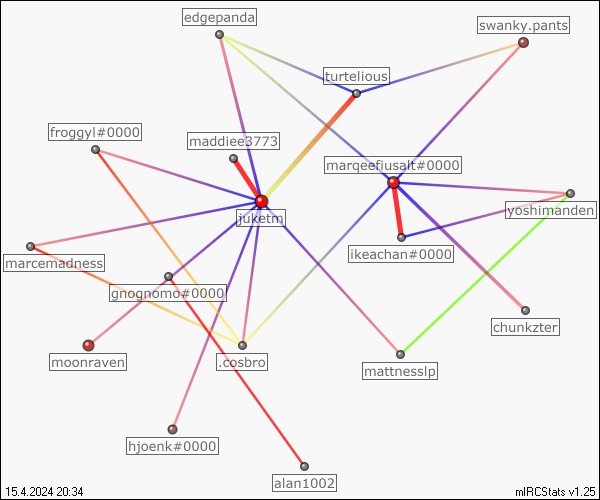 edgepanda
swanky.pants
turtelious
froggyl#0000
maddiee3773
marqeefiusalt#0000
juketm
yoshimanden
ikeachan#0000
marcemadness
gnognomo#0000
chunkzter
moonraven
.cosbro
mattnesslp
hjoenk#0000
alan1002
15.4.2024 20:34
mIRCStats v1.25